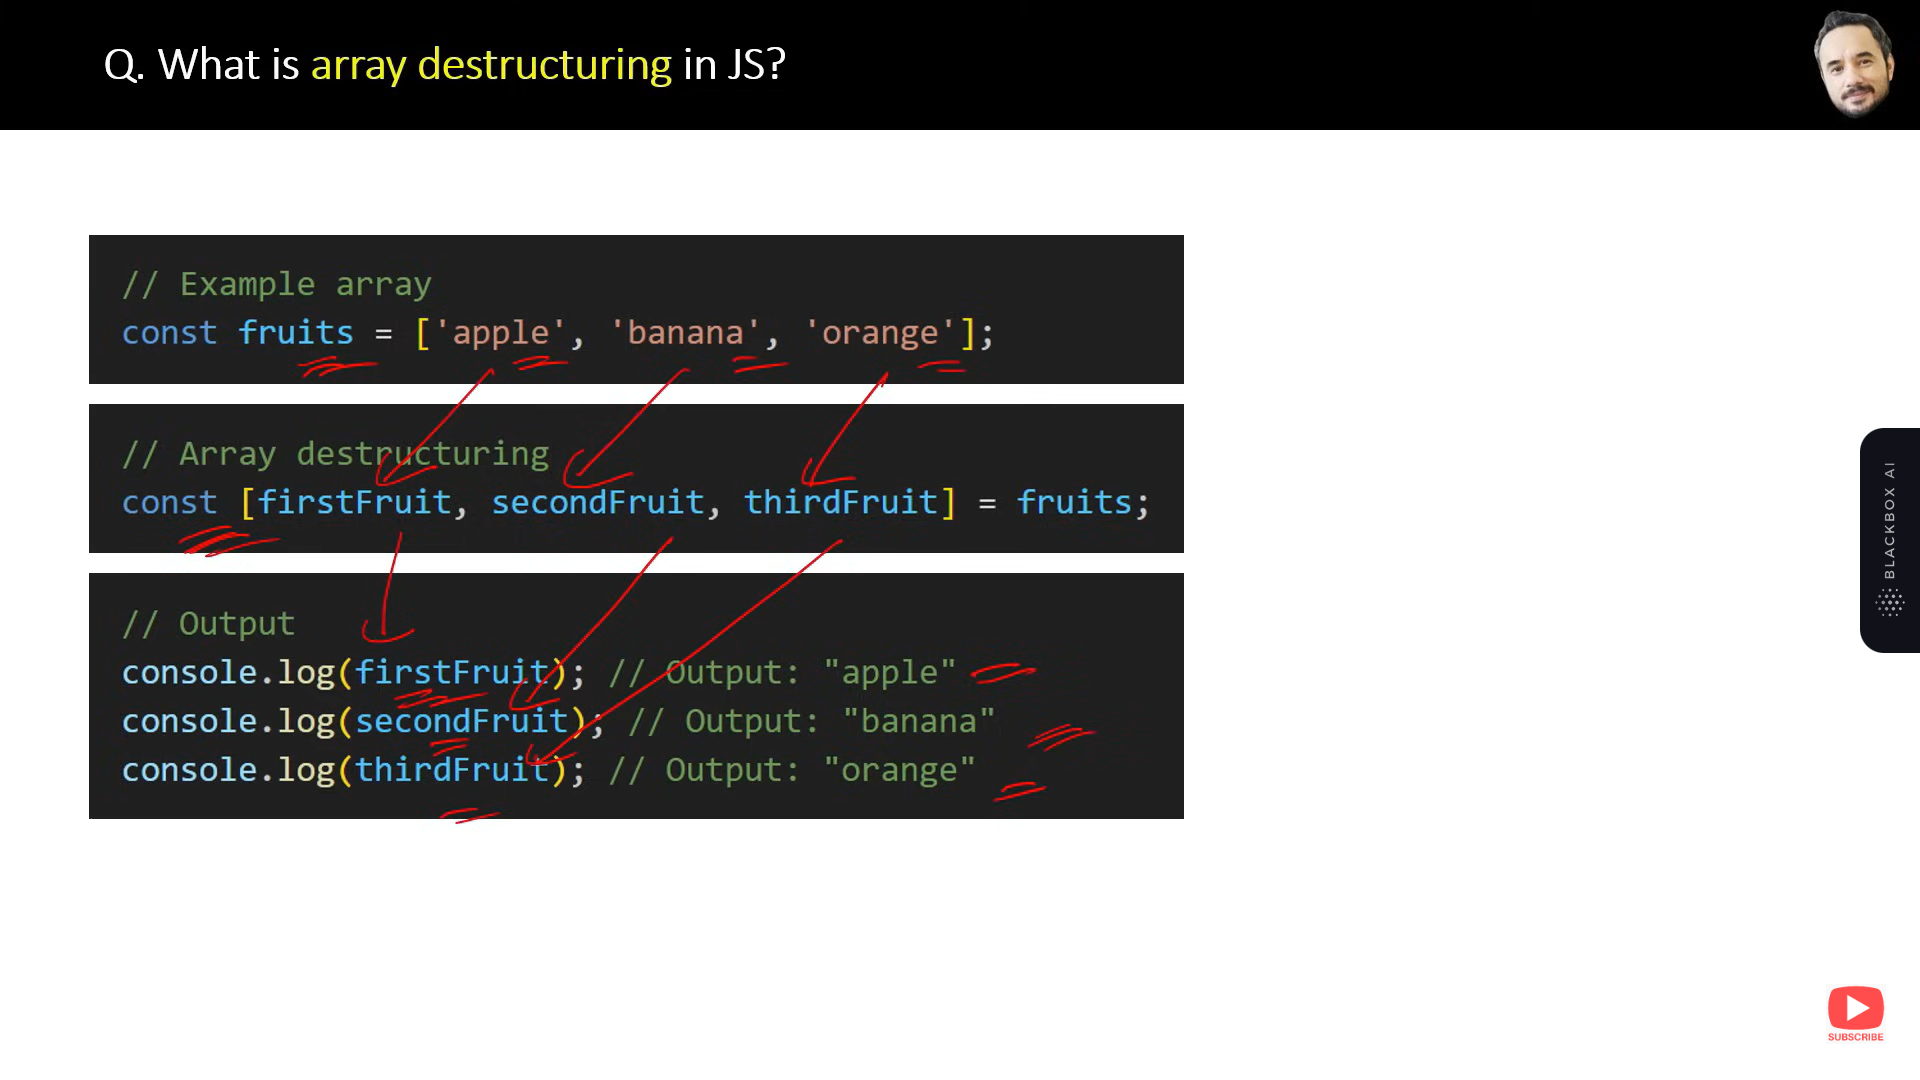 Q. What is array destructuring in JS?
// Example array
const fruits = ['apple', 'banana', 'orange'];
// Array destructuring
const [firstFruit, secondFruit, thirdFruit] = fruits;
// Output
console.log(firstFruit); // Output: "apple"
console.log(secondFruit); // Output: "banana"
console.log(thirdFruit); // Output: "orange"
BLACKBOX AI
SUBSCRIBE